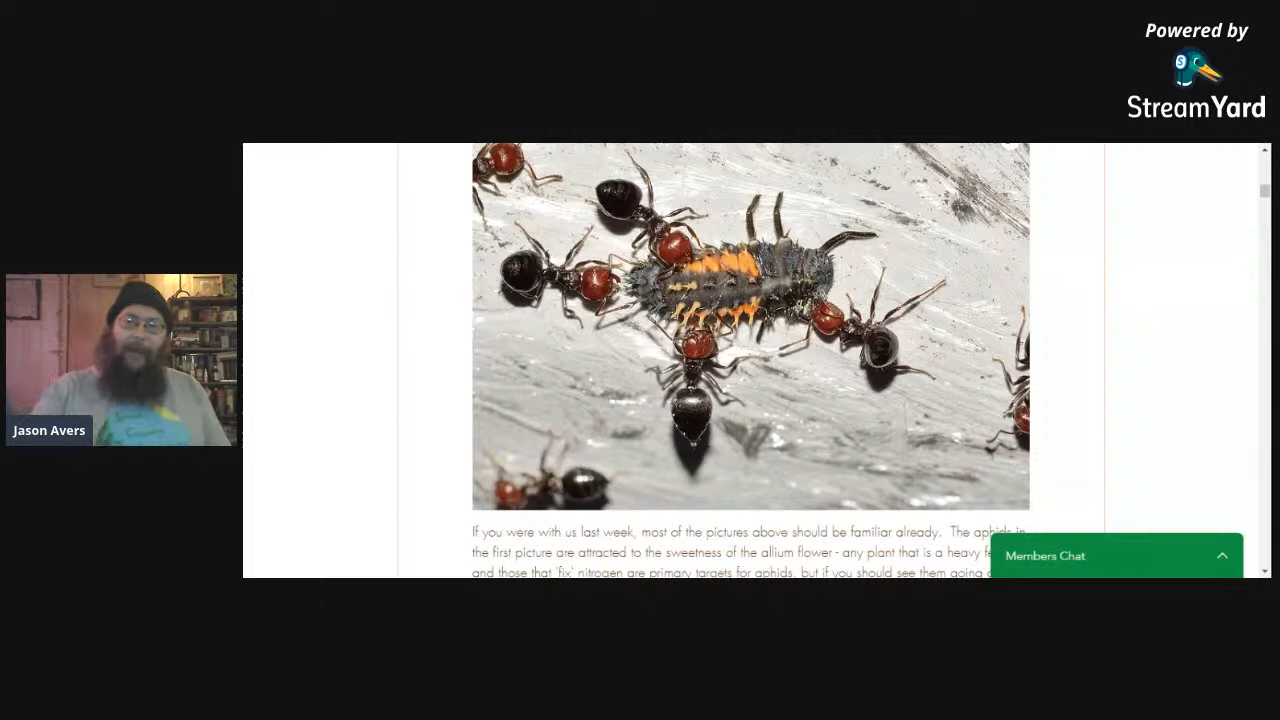 Powered by
StreamYard
Jason Avers
If you were with us last week, most of the pictures above should be familiar already. The aphids in
the first picture are attracted to the sweetness of the allium flower - any plant that is a heavy
and those that 'fix' nitrogen are primary targets for aphids, but if you should see them going
Members Chat